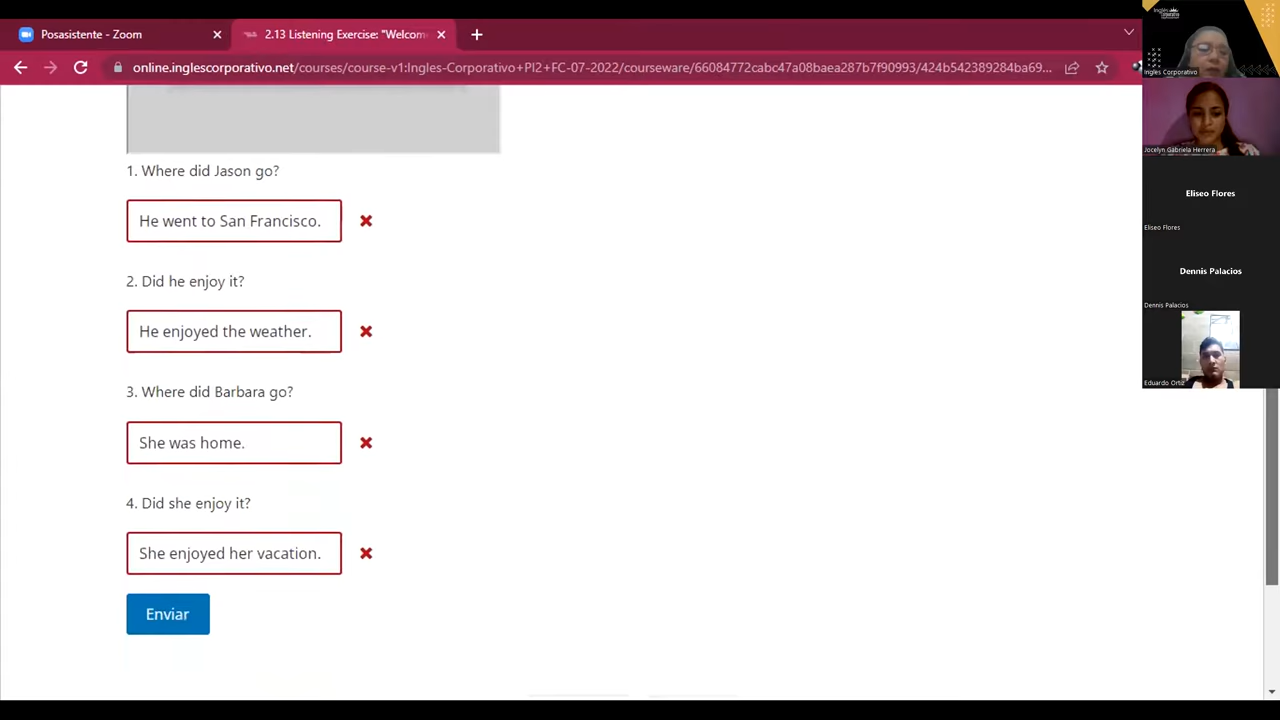 Posasistente - Zoom
2.13 Listening Exercise: "Welcom
online.inglescorporativo.net/courses/course-v1:Ingles-Corporativo+PI2+FC-07-2022/courseware/66084772cabc47a08baea287b7f90993/424b542389284ba69...
1. Where did Jason go?
He went to San Francisco.
2. Did he enjoy it?
He enjoyed the weather.
3. Where did Barbara go?
She was home.
4. Did she enjoy it?
She enjoyed her vacation.
Enviar
Ingles Corporativo
Jocelyn Gabriela Herrera
Eliseo Flores
Eliseo Flores
Dennis Palacios
Dennis Palacios
Eduardo Ortiz